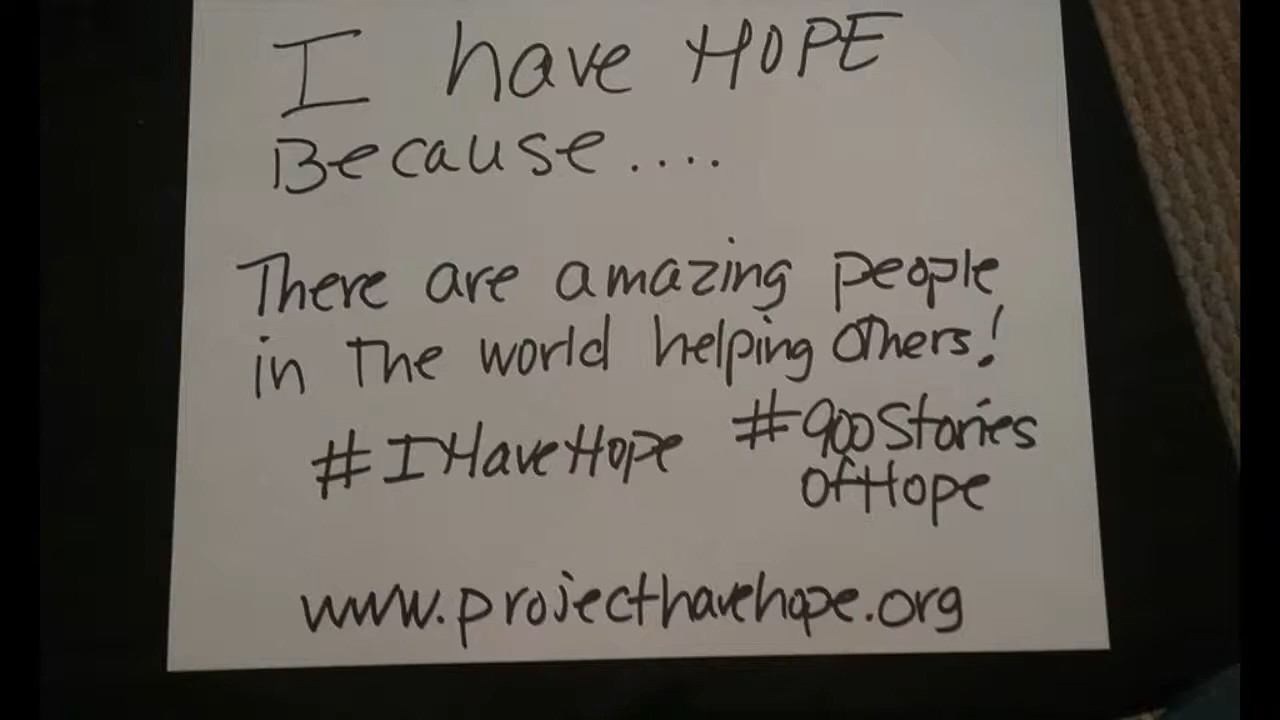 I have HOPE
Because....
There are amazing people
in the world helping others!
#IHaveHope #900Stories
OfHope
www.projecthavehope.org